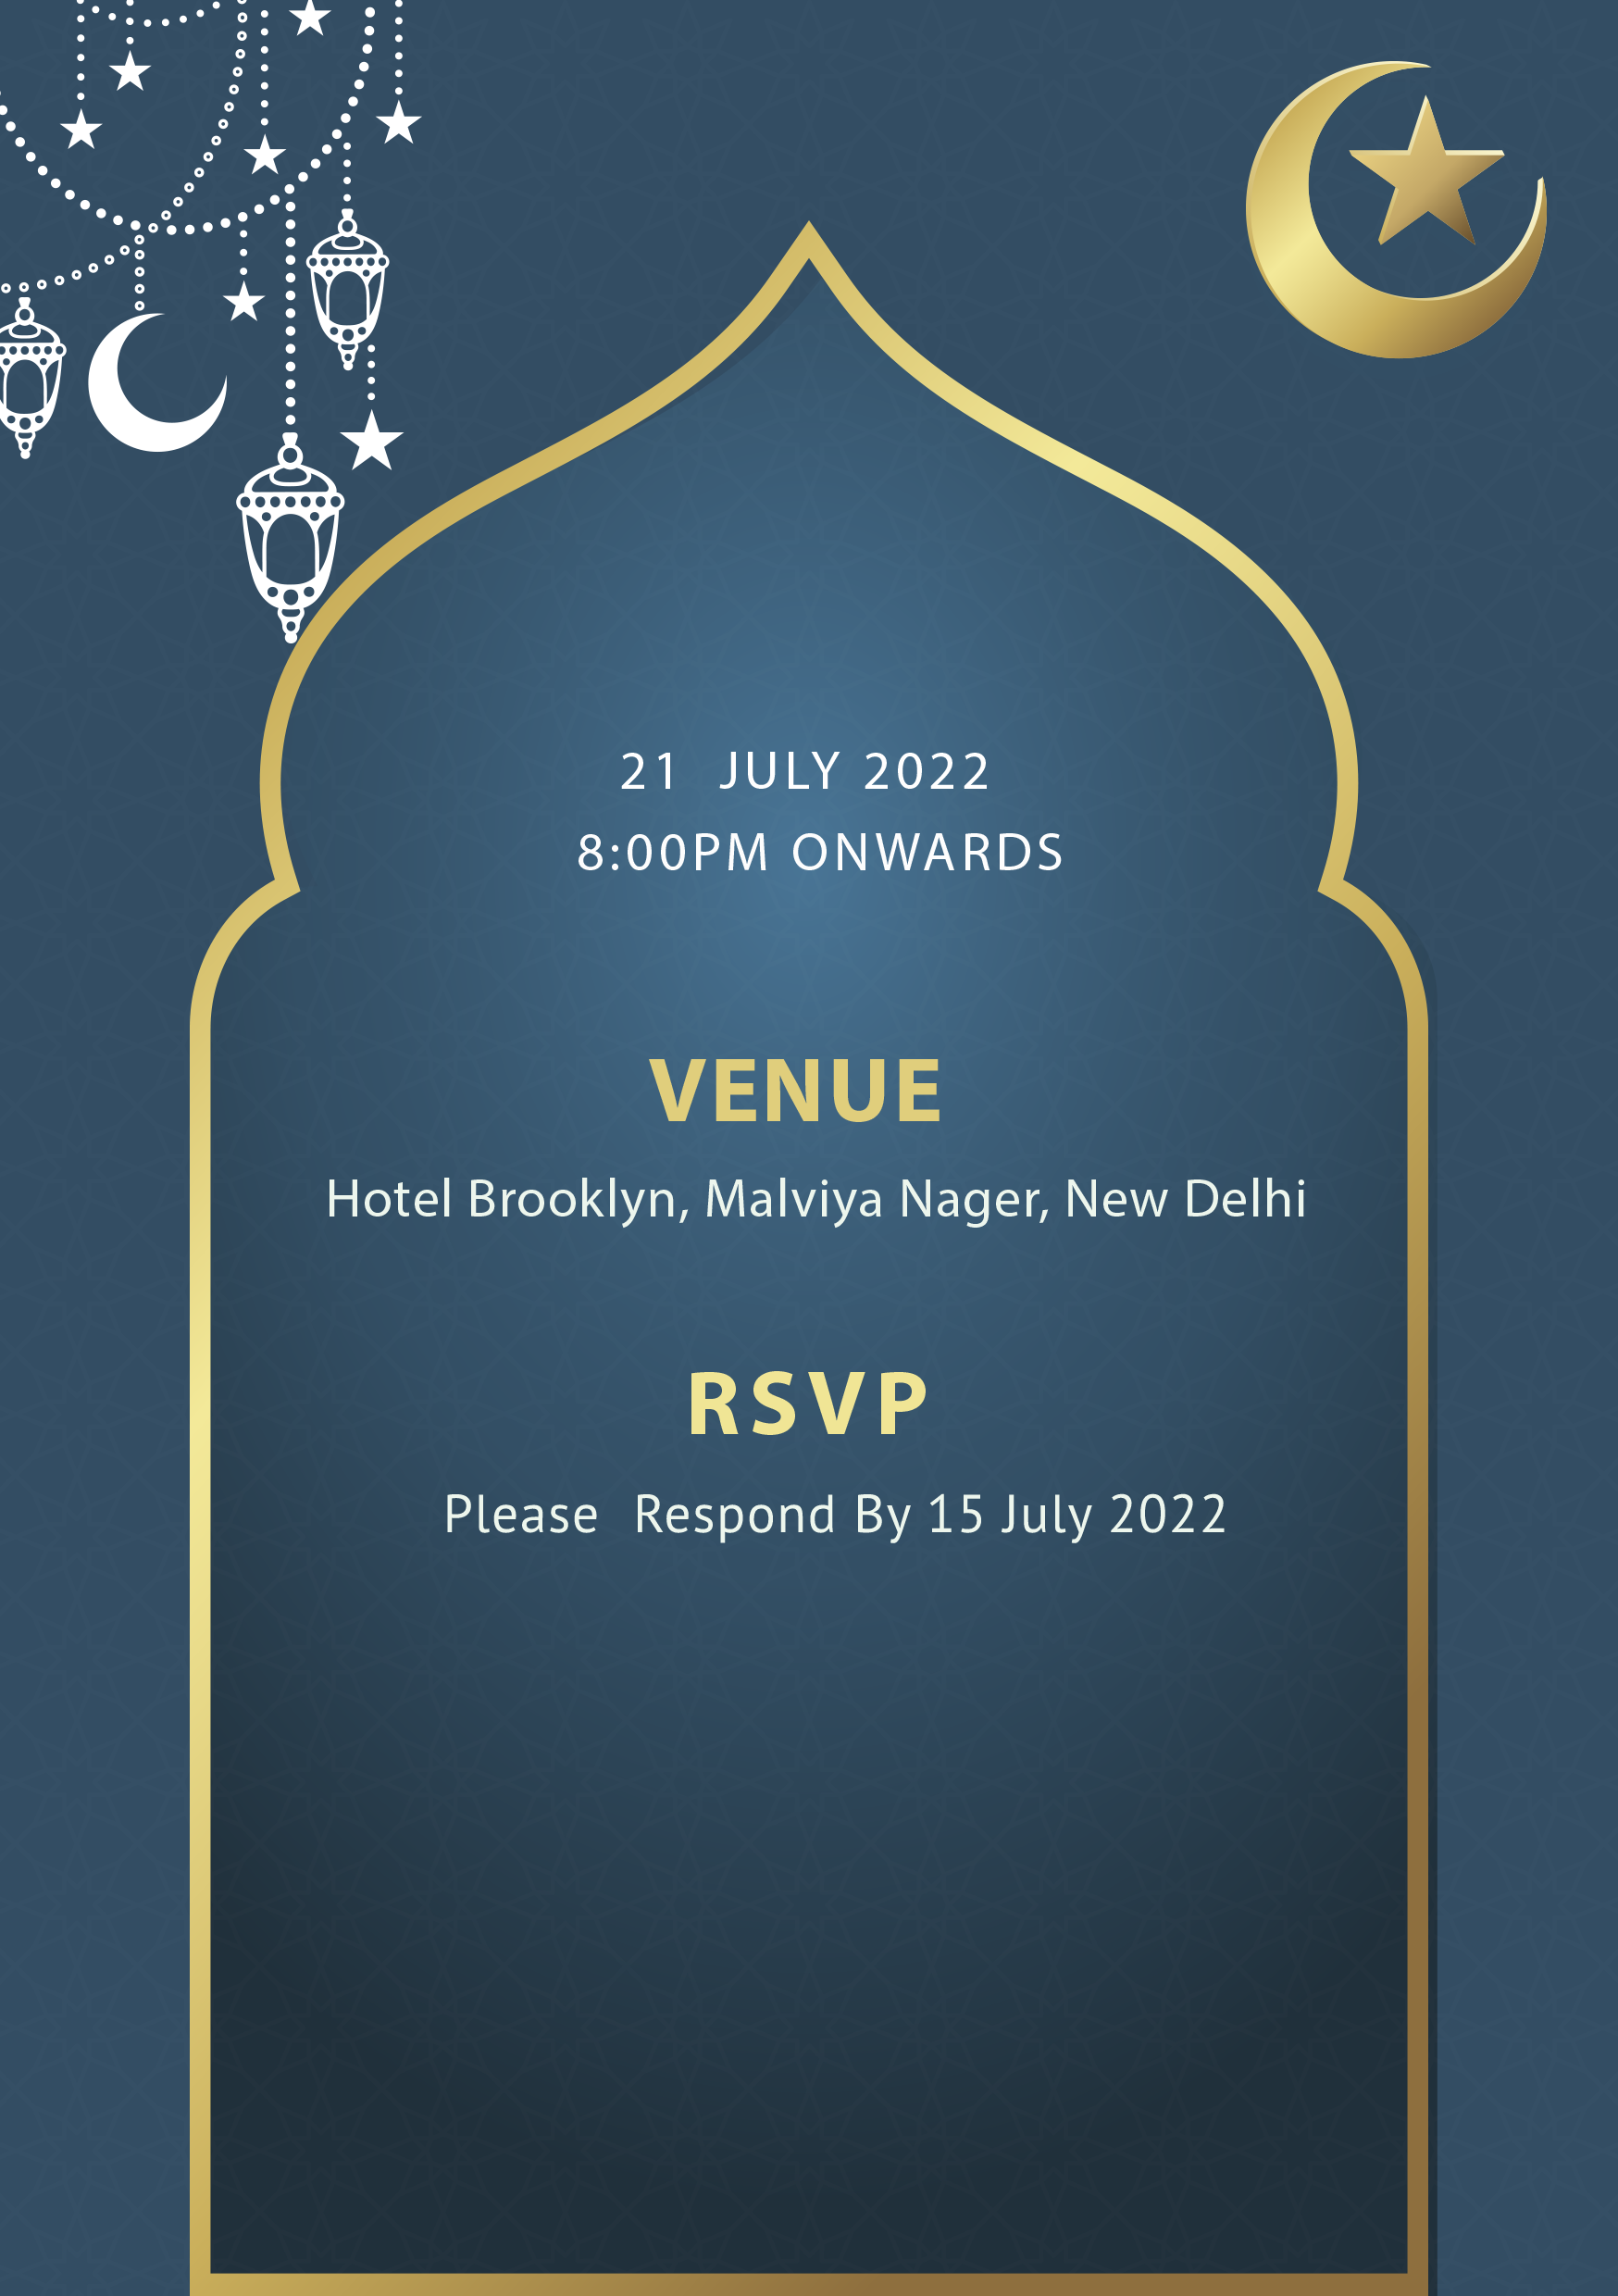 21 JULY 2022
8:00PM ONWARDS
VENUE
Hotel Brooklyn, Malviya Nager, New Delhi
RSVP
Please Respond By 15 July 2022